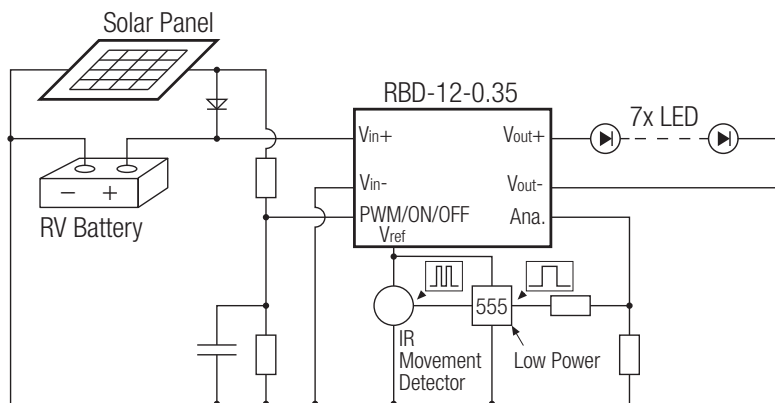 Solar Panel
RBD-12-0.35
7x LED
Vin+
Vout+
− +
Vin-
Vout-
RV Battery
PWM/ON/OFF
Ana.
Vref
555
IR
Movement
Detector
Low Power